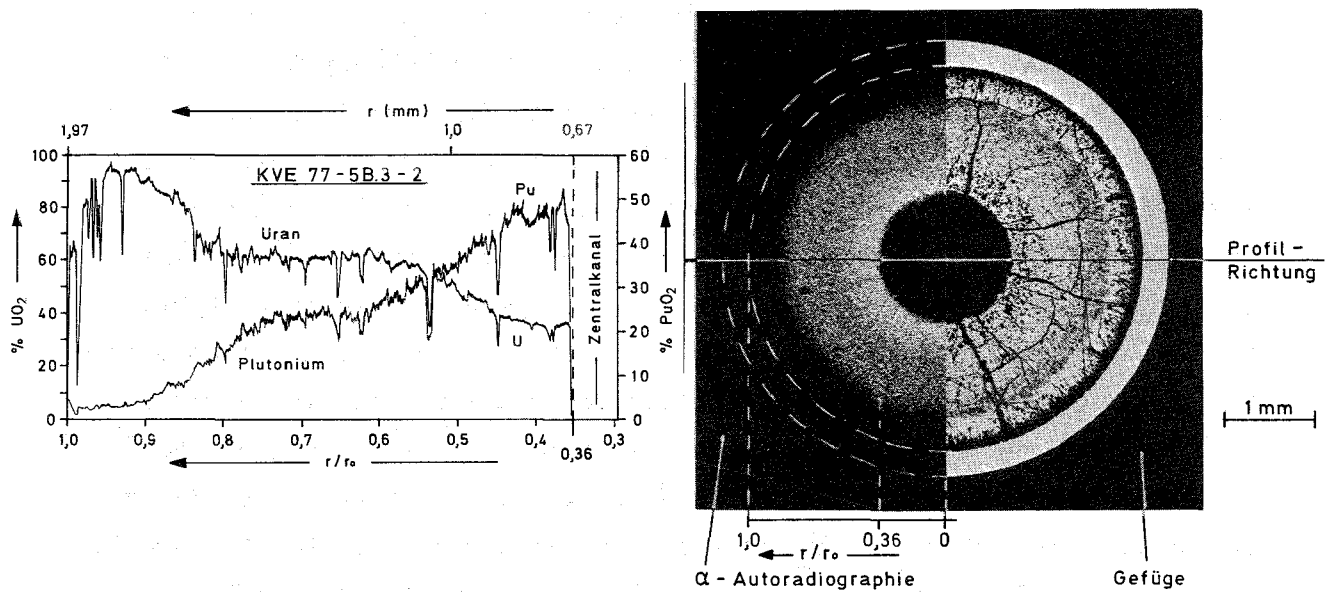 r (mm)
1,97 1,0 0,67
100 60
KVE 77-5B.3-2
Pu
80 50
Uran
40
60
30
40
U
20
Plutonium
20
10
0 0
% UO₂
Zentralkanal
% PuO₂
1,0 0,9 0,8 0,7 0,6 0,5 0,4 0,3
0,36
r/r₀
Profil -
Richtung
1 mm
1,0 0,36 0
r/r₀
α - Autoradiographie
Gefüge